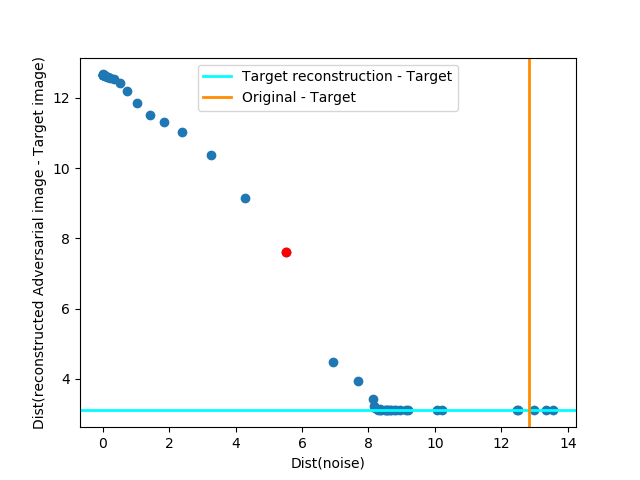 Target reconstruction - Target
Original - Target
Dist(reconstructed Adversarial image - Target image)
12
10
8
6
4
0 2 4 6 8 10 12 14
Dist(noise)